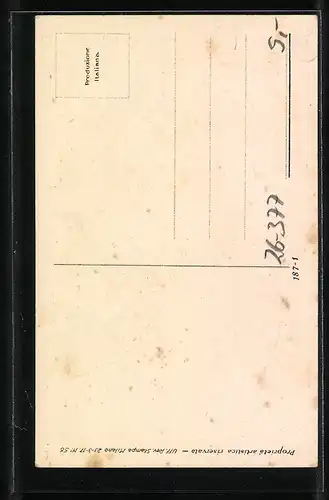 Produzione
Italiana.
5,-
26-377
187-1
Proprietà artistica riservata — Uff. Rev. Stampa Milano 23-3-17. N. 56